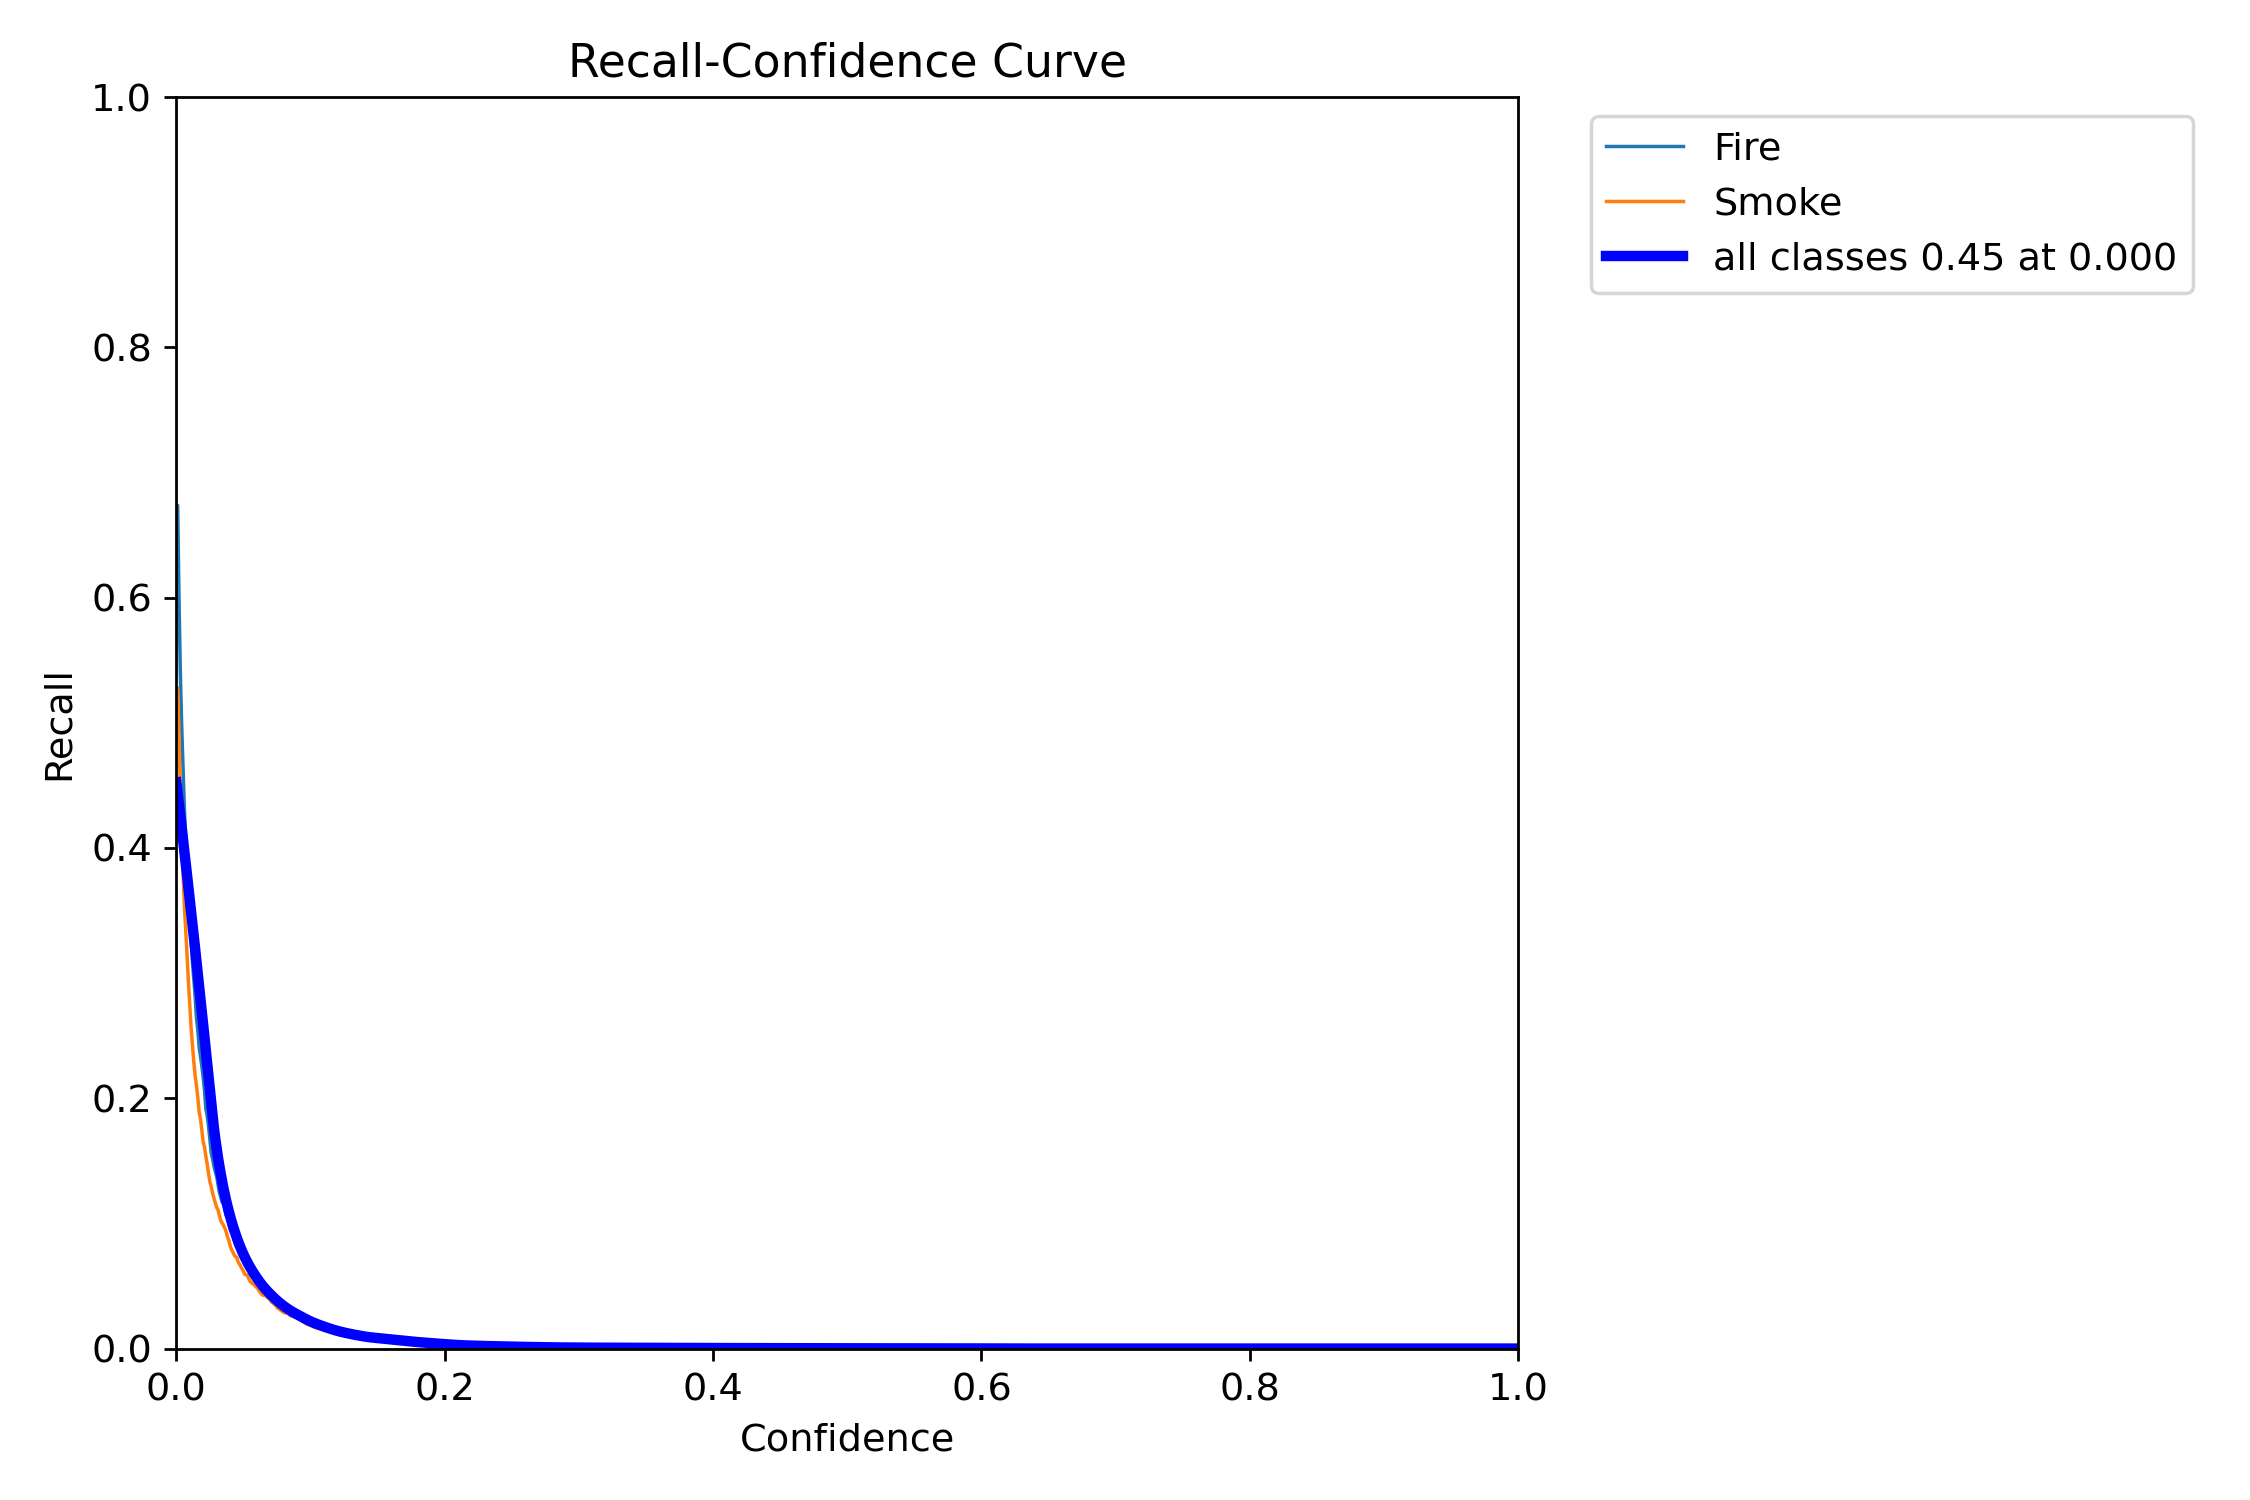 Recall-Confidence Curve
1.0
0.8
0.6
0.4
0.2
0.0
Recall
0.0 0.2 0.4 0.6 0.8 1.0
Confidence
Fire
Smoke
all classes 0.45 at 0.000